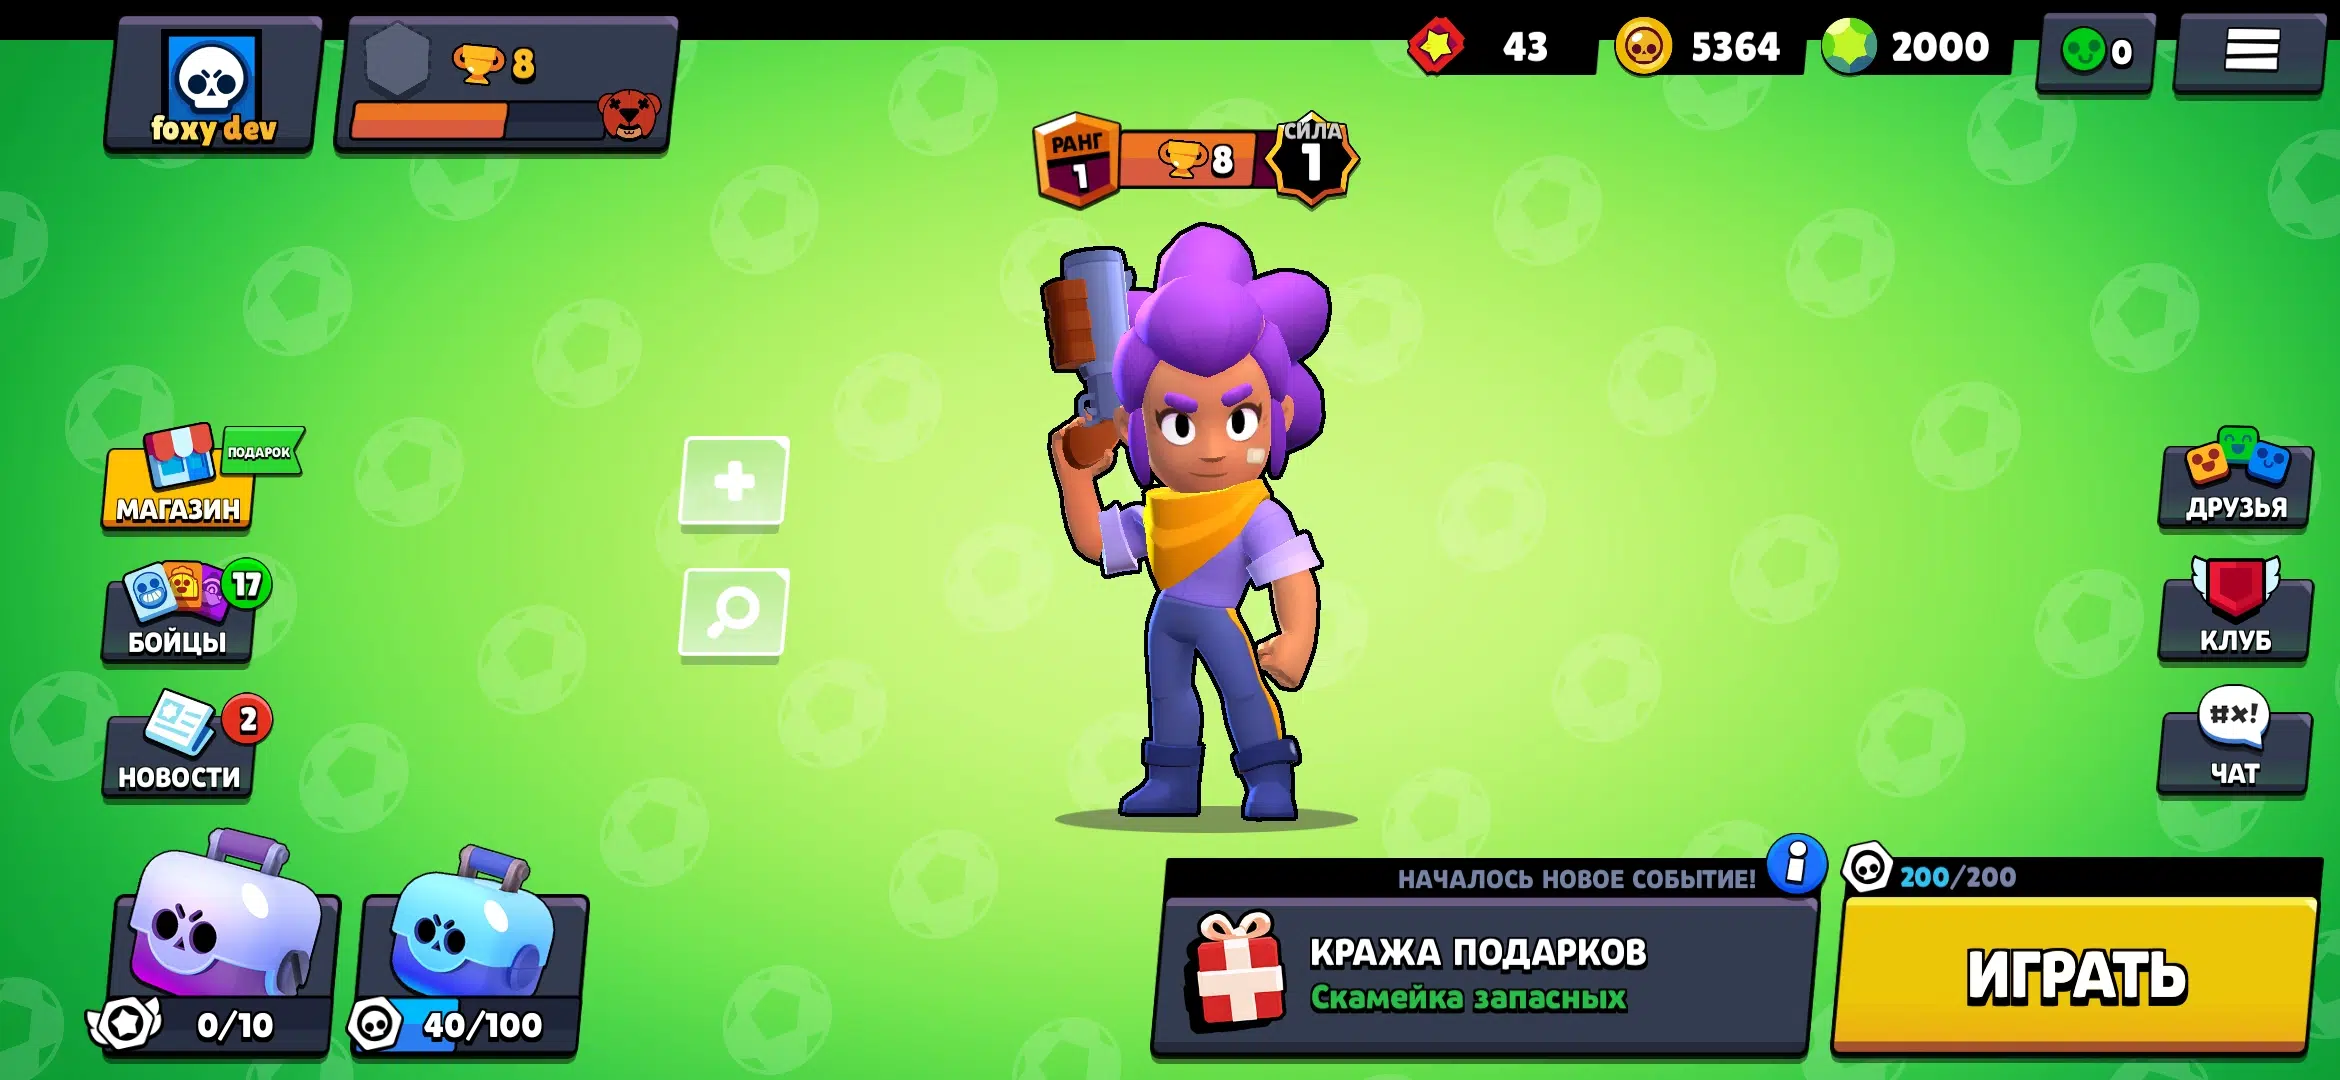 foxy dev
8
43
5364
2000
0
РАНГ
1
8
СИЛА
1
ПОДАРОК
МАГАЗИН
17
БОЙЦЫ
2
НОВОСТИ
ДРУЗЬЯ
КЛУБ
#×!
ЧАТ
0/10
40/100
НАЧАЛОСЬ НОВОЕ СОБЫТИЕ!
i
КРАЖА ПОДАРКОВ
Скамейка запасных
200/200
ИГРАТЬ